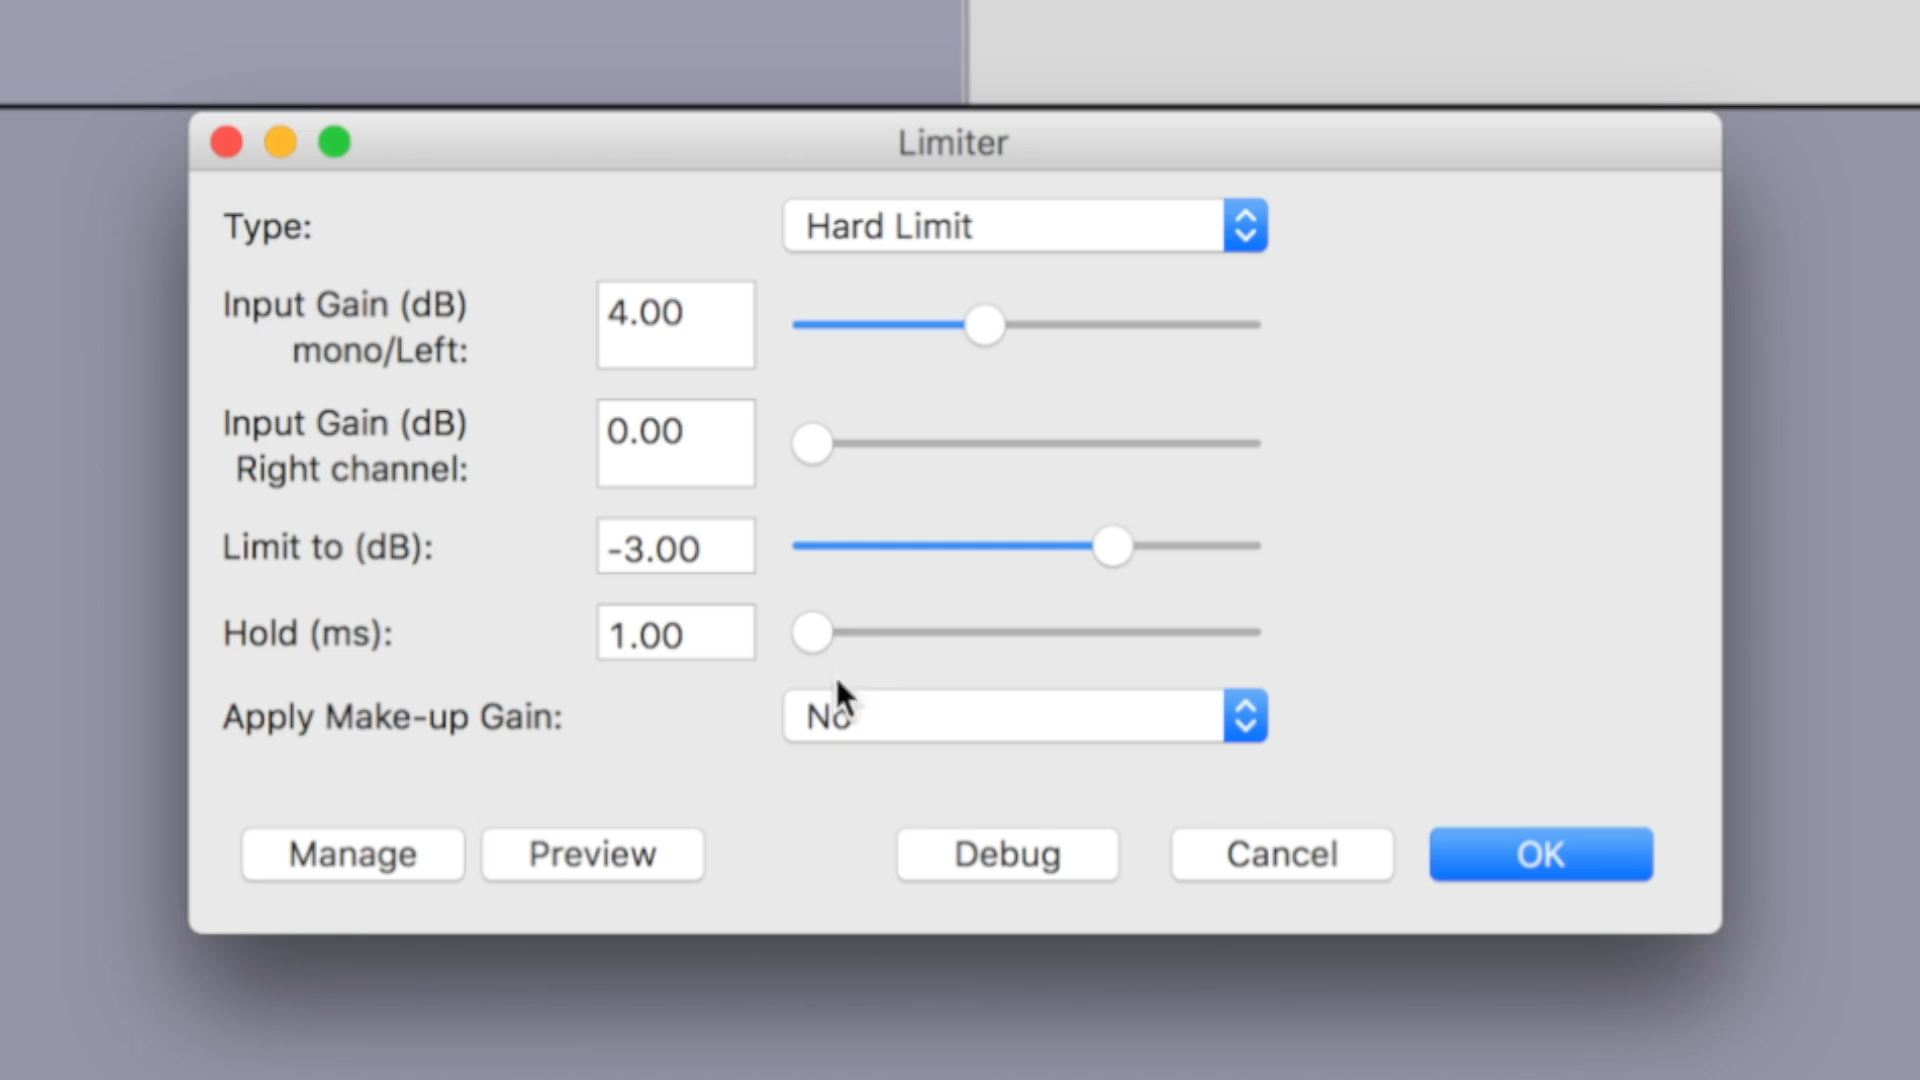 Limiter
Type:
Hard Limit
Input Gain (dB)
mono/Left:
4.00
Input Gain (dB)
Right channel:
0.00
Limit to (dB):
-3.00
Hold (ms):
1.00
Apply Make-up Gain:
No
Manage
Preview
Debug
Cancel
OK